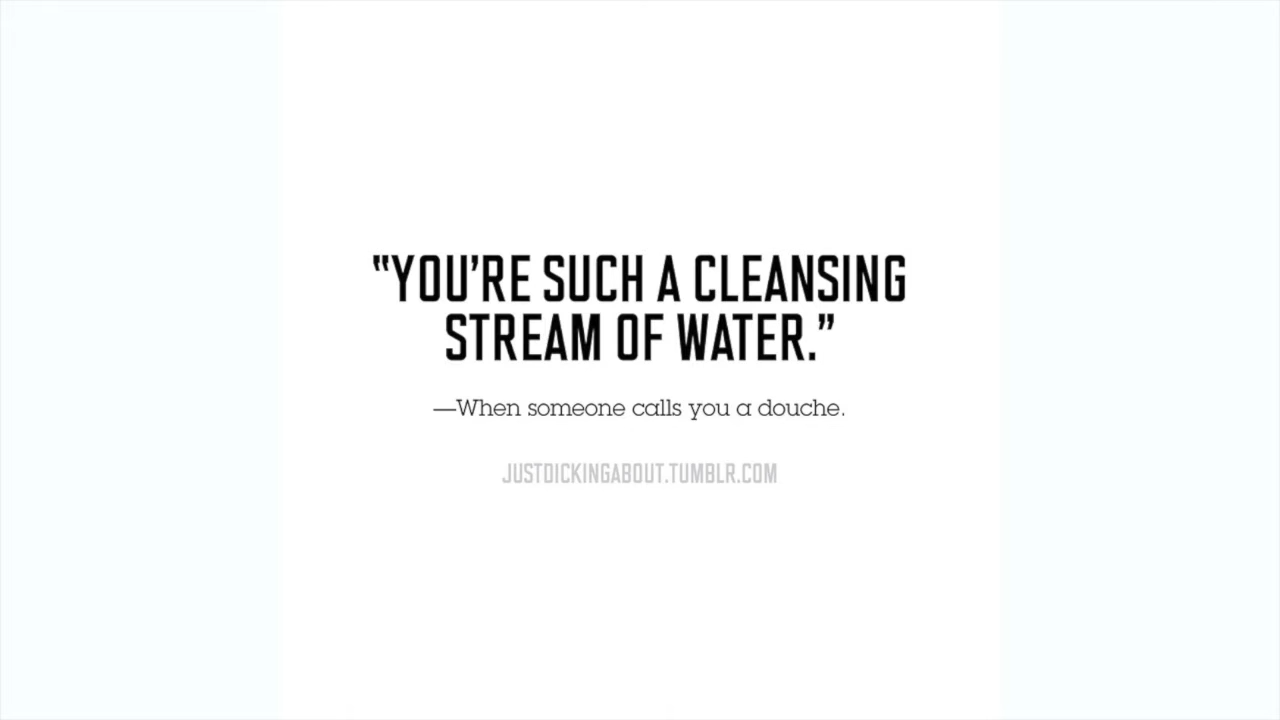 “YOU’RE SUCH A CLEANSING
STREAM OF WATER.”
—When someone calls you a douche.
JUSTDICKINGABOUT.TUMBLR.COM